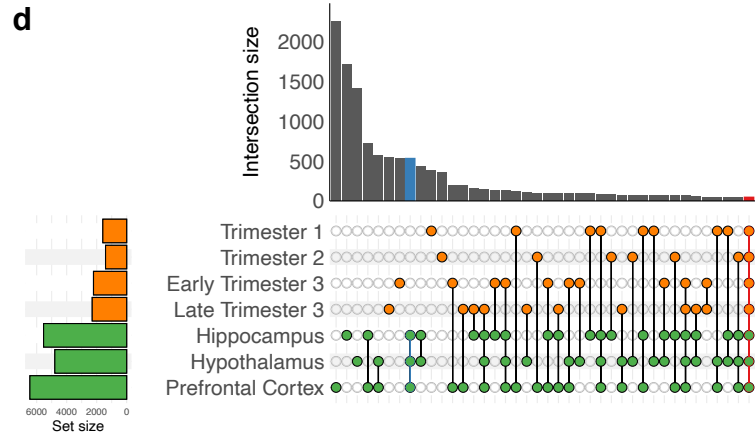 d
Intersection size
2000
1500
1000
500
0
Trimester 1
Trimester 2
Early Trimester 3
Late Trimester 3
Hippocampus
Hypothalamus
Prefrontal Cortex
6000 4000 2000 0
Set size